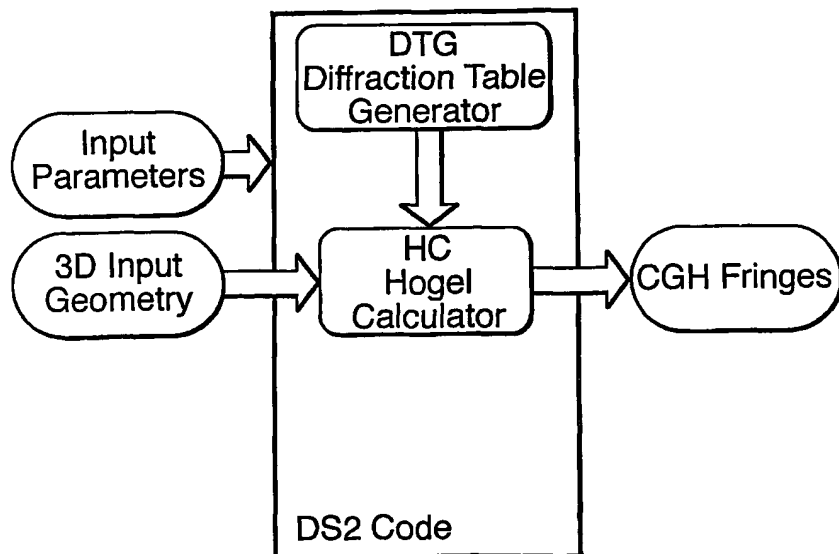 DTG
Diffraction Table
Generator
Input
Parameters
3D Input
Geometry
HC
Hogel
Calculator
CGH Fringes
DS2 Code